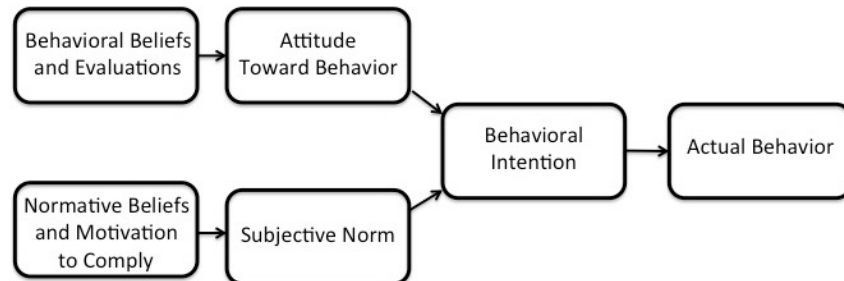 Behavioral Beliefs
and Evaluations
Attitude
Toward Behavior
Normative Beliefs
and Motivation
to Comply
Subjective Norm
Behavioral
Intention
Actual Behavior